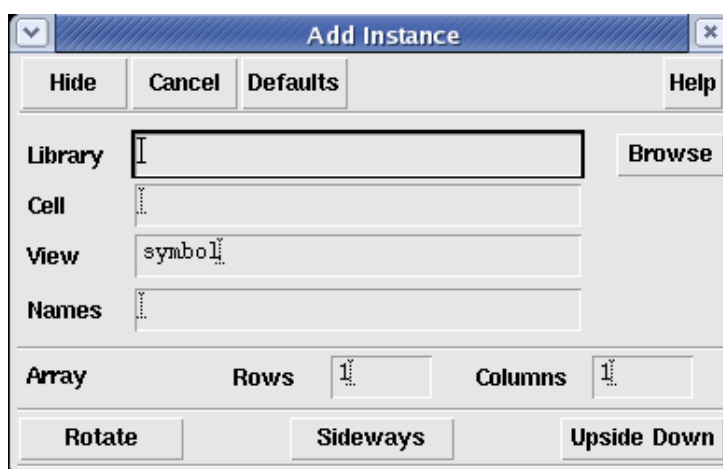 Add Instance
Hide Cancel Defaults Help
Library Browse
Cell
View symbol
Names
Array Rows 1 Columns 1
Rotate Sideways Upside Down